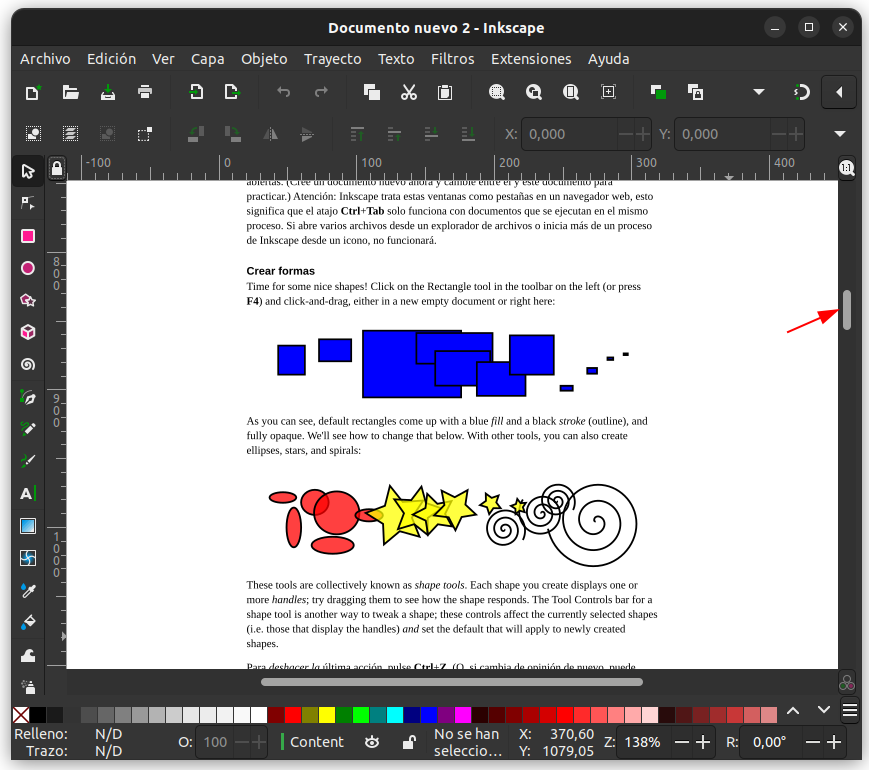 Documento nuevo 2 - Inkscape
Archivo Edición Ver Capa Objeto Trayecto Texto Filtros Extensiones Ayuda
X: 0,000 Y: 0,000
-100 0 100 200 300 400 1:1
800
900
1000
abiertas. (Cree un documento nuevo ahora y cambie entre él y este documento para
practicar.) Atención: Inkscape trata estas ventanas como pestañas en un navegador web, esto
significa que el atajo Ctrl+Tab solo funciona con documentos que se ejecutan en el mismo
proceso. Si abre varios archivos desde un explorador de archivos o inicia más de un proceso
de Inkscape desde un icono, no funcionará.
Crear formas
Time for some nice shapes! Click on the Rectangle tool in the toolbar on the left (or press
F4) and click-and-drag, either in a new empty document or right here:
As you can see, default rectangles come up with a blue fill and a black stroke (outline), and
fully opaque. We'll see how to change that below. With other tools, you can also create
ellipses, stars, and spirals:
These tools are collectively known as shape tools. Each shape you create displays one or
more handles; try dragging them to see how the shape responds. The Tool Controls bar for a
shape tool is another way to tweak a shape; these controls affect the currently selected shapes
(i.e. those that display the handles) and set the default that will apply to newly created
shapes.
Para deshacer la última acción, pulse Ctrl+Z. (O, si cambia de opinión de nuevo, puede
A
Relleno: N/D
Trazo: N/D
O: 100
Content
No se han
seleccio...
X: 370,60
Y: 1079,05
Z: 138%
R: 0,00°